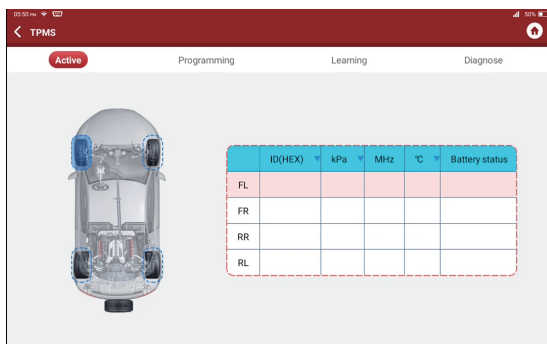 05:50 PM
50%
TPMS
Active Programming Learning Diagnose
ID(HEX) kPa MHz °C Battery status
FL
FR
RR
RL